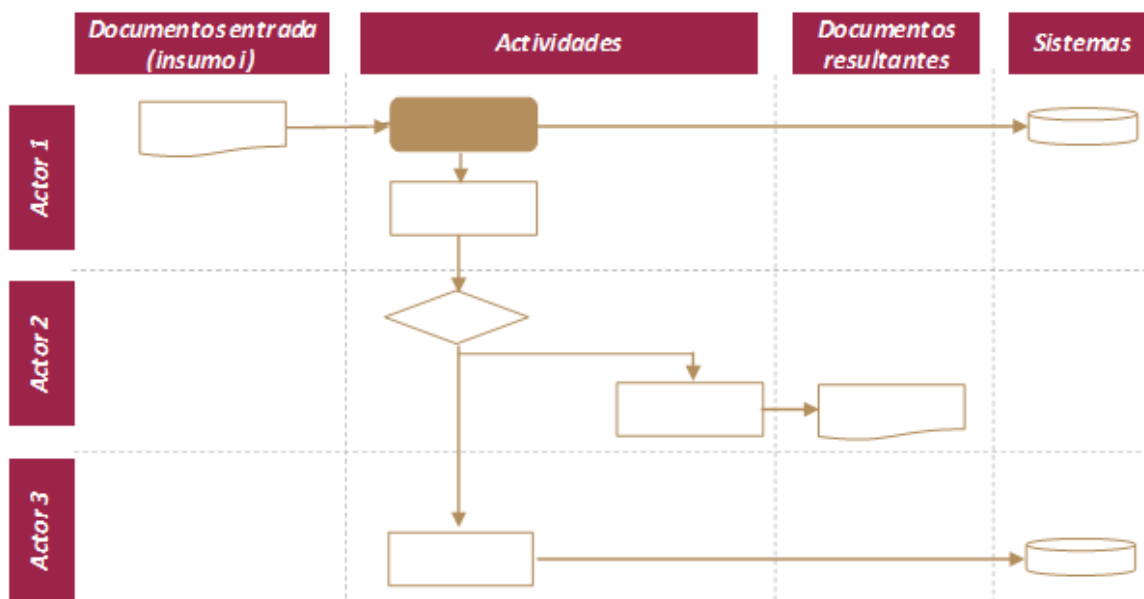 Documentos entrada
(insumo i)
Actividades
Documentos
resultantes
Sistemas
Actor 1
Actor 2
Actor 3